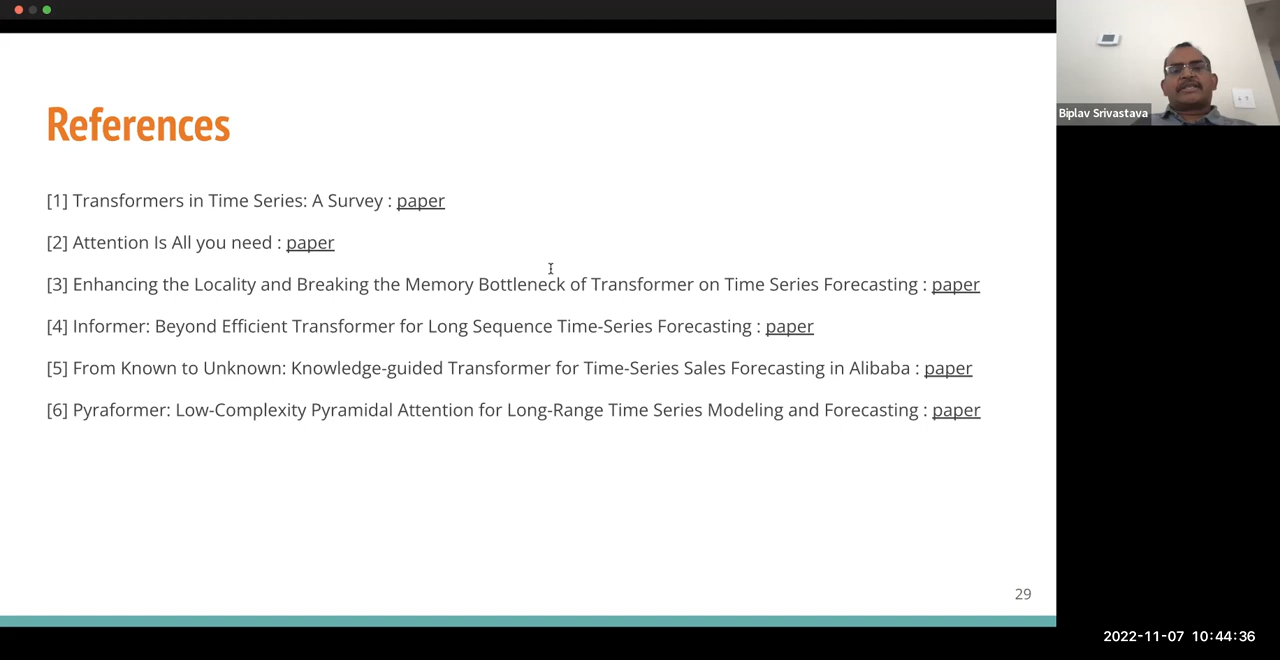 References
[1] Transformers in Time Series: A Survey : paper
[2] Attention Is All you need : paper
[3] Enhancing the Locality and Breaking the Memory Bottleneck of Transformer on Time Series Forecasting : paper
[4] Informer: Beyond Efficient Transformer for Long Sequence Time-Series Forecasting : paper
[5] From Known to Unknown: Knowledge-guided Transformer for Time-Series Sales Forecasting in Alibaba : paper
[6] Pyraformer: Low-Complexity Pyramidal Attention for Long-Range Time Series Modeling and Forecasting : paper
29
Biplav Srivastava
2022-11-07 10:44:36